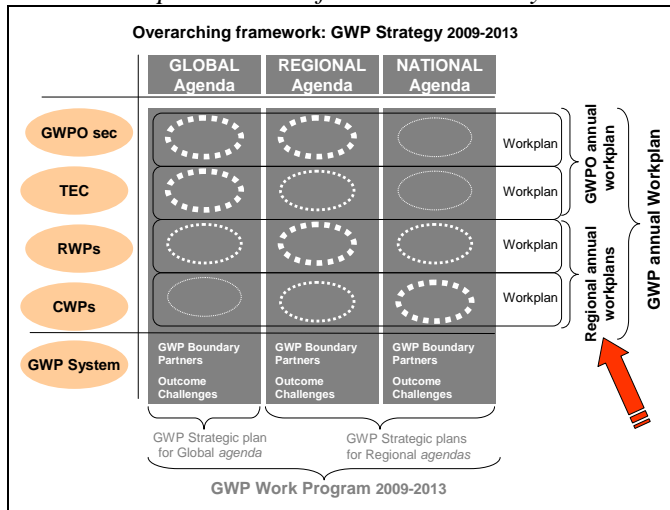 Overarching framework: GWP Strategy 2009-2013
GLOBAL
Agenda
REGIONAL
Agenda
NATIONAL
Agenda
GWPO sec
Workplan
TEC
Workplan
RWPs
Workplan
CWPs
Workplan
GWPO annual
workplan
Regional annual
workplans
GWP annual Workplan
GWP System
GWP Boundary
Partners
Outcome
Challenges
GWP Boundary
Partners
Outcome
Challenges
GWP Boundary
Partners
Outcome
Challenges
GWP Strategic plan
for Global agenda
GWP Strategic plans
for Regional agendas
GWP Work Program 2009-2013